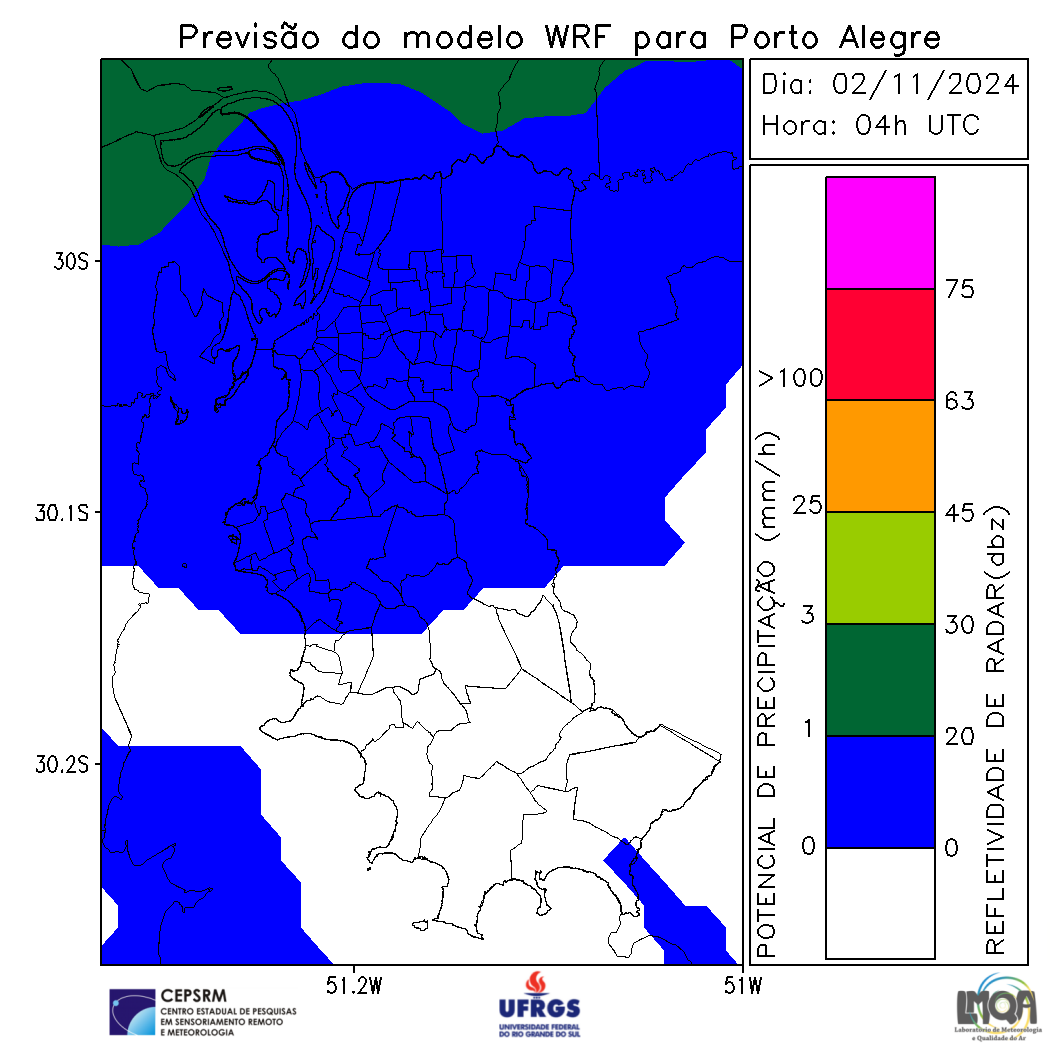 Previsão do modelo WRF para Porto Alegre
Dia: 02/11/2024
Hora: 04h UTC
30S
30.1S
30.2S
51.2W
51W
POTENCIAL DE PRECIPITAÇÃO (mm/h)
>100
25
3
1
0
75
63
45
30
20
0
REFLETIVIDADE DE RADAR(dbz)
CEPSRM
CENTRO ESTADUAL DE PESQUISAS
EM SENSORIAMENTO REMOTO
E METEOROLOGIA
UFRGS
UNIVERSIDADE FEDERAL
DO RIO GRANDE DO SUL
LMQA
Laboratório de Meteorologia
e Qualidade do Ar